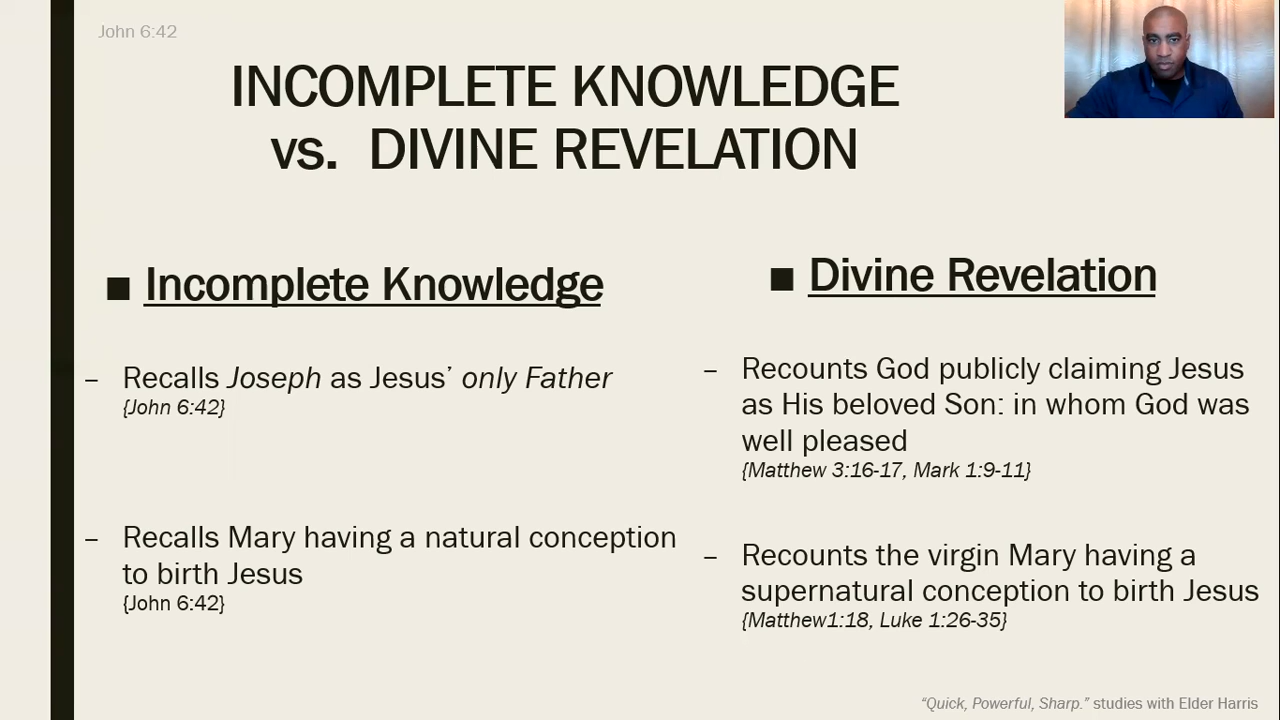 John 6:42
INCOMPLETE KNOWLEDGE
vs. DIVINE REVELATION
■ Incomplete Knowledge
– Recalls Joseph as Jesus’ only Father
{John 6:42}
– Recalls Mary having a natural conception
to birth Jesus
{John 6:42}
■ Divine Revelation
– Recounts God publicly claiming Jesus
as His beloved Son: in whom God was
well pleased
{Matthew 3:16-17, Mark 1:9-11}
– Recounts the virgin Mary having a
supernatural conception to birth Jesus
{Matthew1:18, Luke 1:26-35}
“Quick, Powerful, Sharp.” studies with Elder Harris